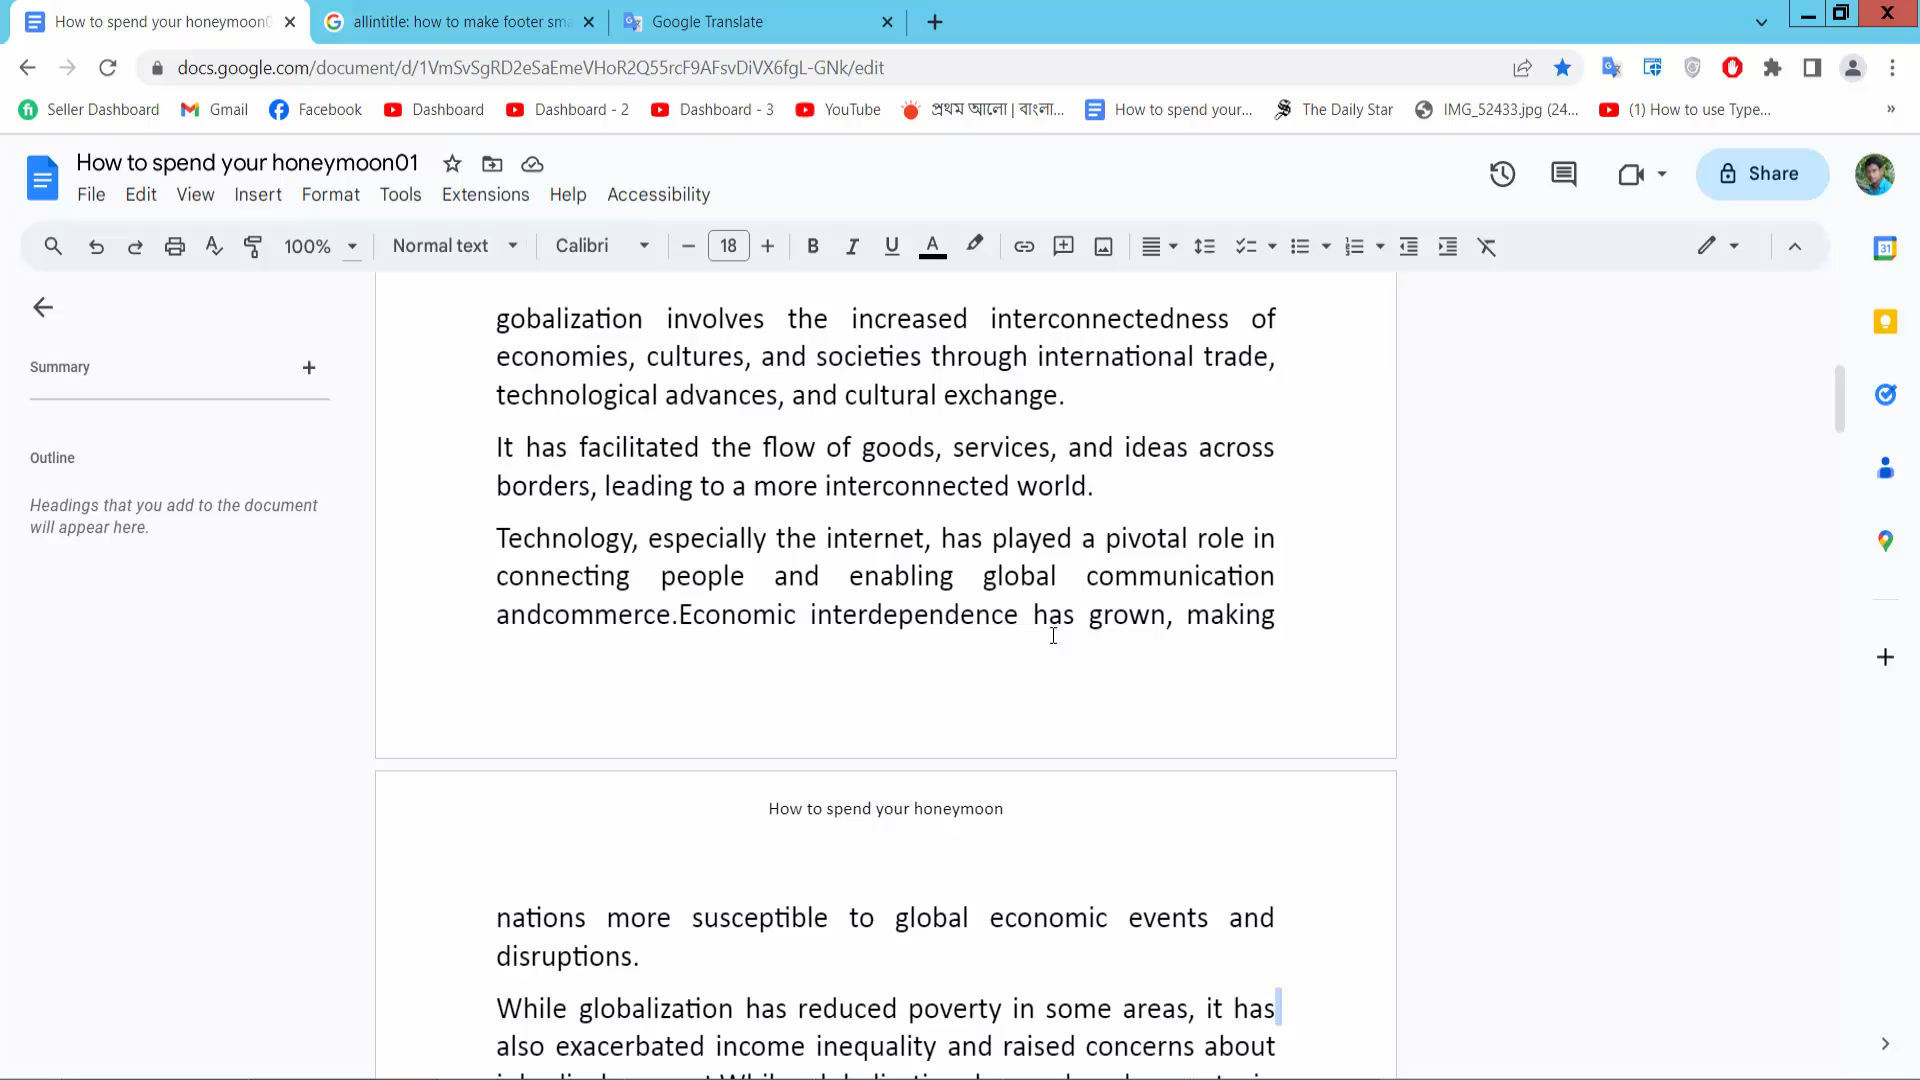 How to spend your honeymoon0
allintitle: how to make footer sma
Google Translate
docs.google.com/document/d/1VmSvSgRD2eSaEmeVHoR2Q55rcF9AFsvDiVX6fgL-GNk/edit
Seller Dashboard
Gmail
Facebook
Dashboard
Dashboard - 2
Dashboard - 3
YouTube
প্রথম আলো | বাংলা...
How to spend your...
The Daily Star
IMG_52433.jpg (24...
(1) How to use Type...
»
How to spend your honeymoon01
File Edit View Insert Format Tools Extensions Help Accessibility
Share
100% Normal text Calibri 18 B I U A
31
Summary
Outline
Headings that you add to the document
will appear here.
gobalization involves the increased interconnectedness of
economies, cultures, and societies through international trade,
technological advances, and cultural exchange.
It has facilitated the flow of goods, services, and ideas across
borders, leading to a more interconnected world.
Technology, especially the internet, has played a pivotal role in
connecting people and enabling global communication
andcommerce.Economic interdependence has grown, making
How to spend your honeymoon
nations more susceptible to global economic events and
disruptions.
While globalization has reduced poverty in some areas, it has
also exacerbated income inequality and raised concerns about